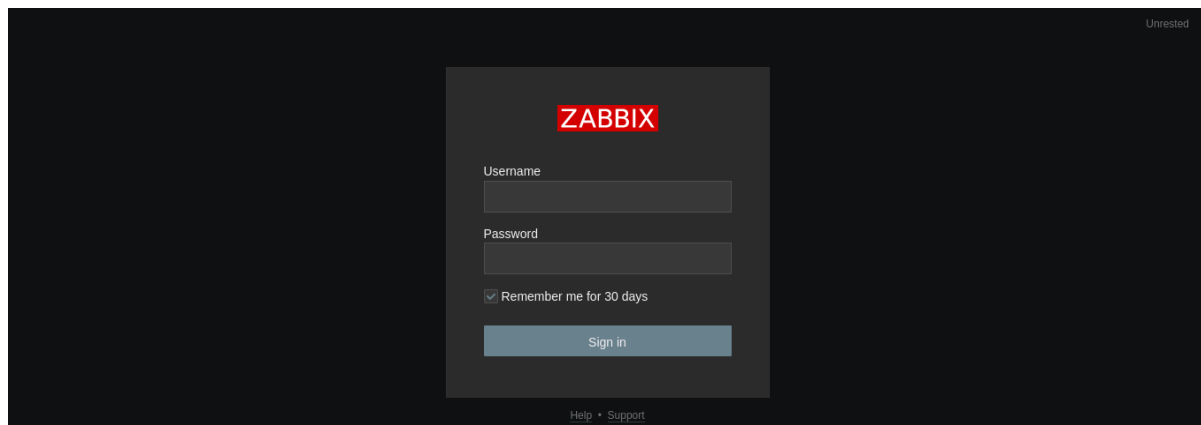 Unrested
ZABBIX
Username
Password
Remember me for 30 days
Sign in
Help • Support